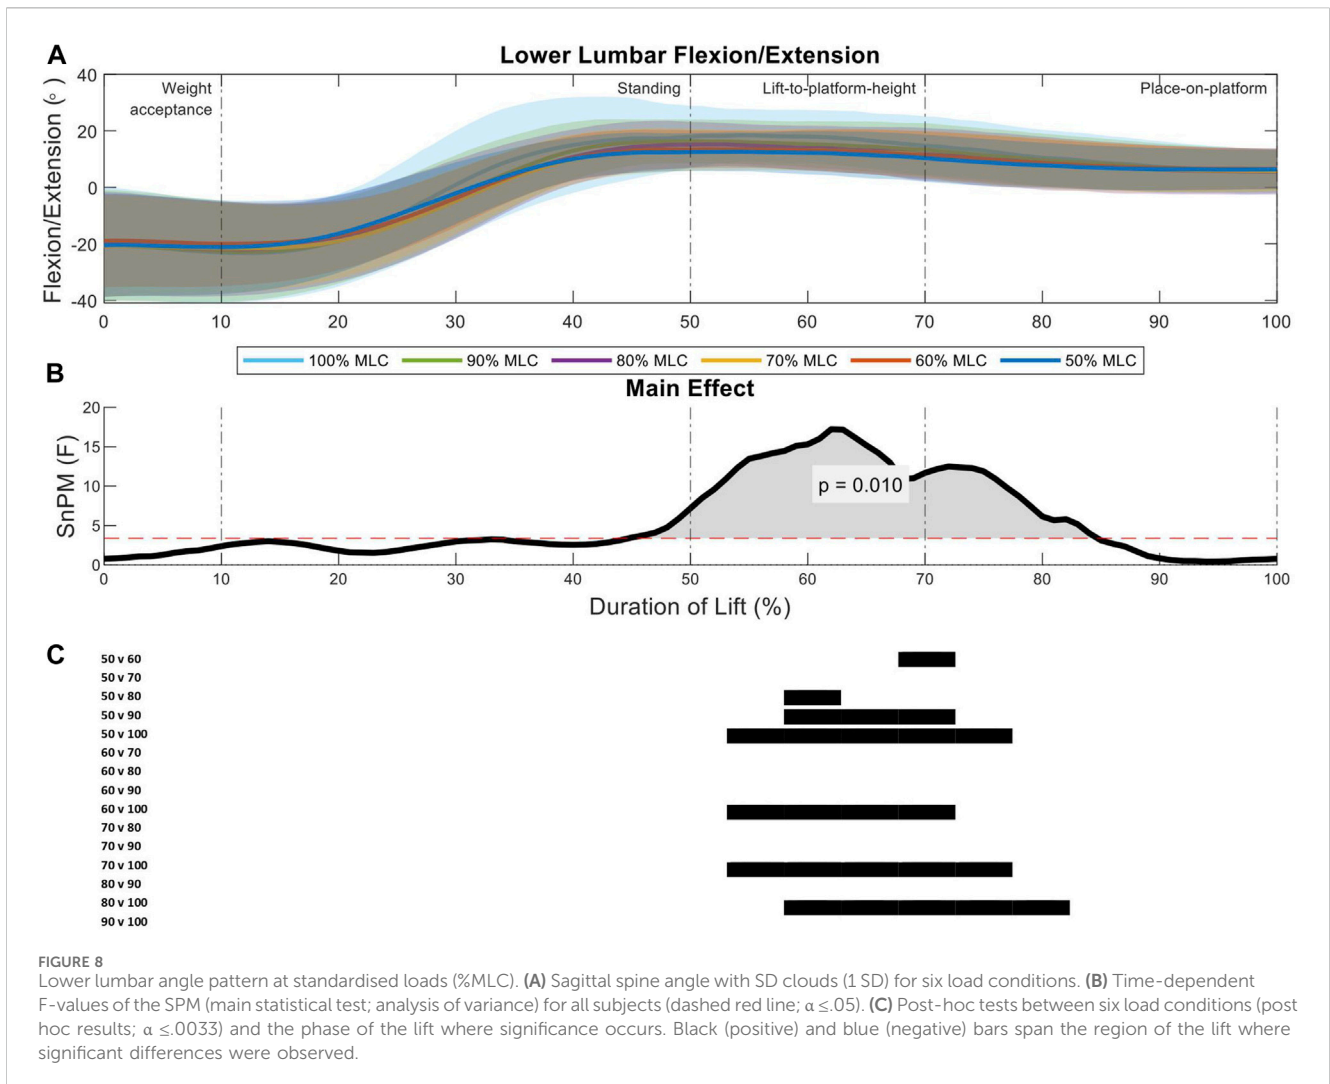 A
Lower Lumbar Flexion/Extension
Flexion/Extension (°)
40
20
0
-20
-40
Weight
acceptance
Standing
Lift-to-platform-height
Place-on-platform
0 10 20 30 40 50 60 70 80 90 100
100% MLC 90% MLC 80% MLC 70% MLC 60% MLC 50% MLC
B
Main Effect
SnPM (F)
20
15
10
5
0
p = 0.010
0 10 20 30 40 50 60 70 80 90 100
Duration of Lift (%)
C
50 v 60
50 v 70
50 v 80
50 v 90
50 v 100
60 v 70
60 v 80
60 v 90
60 v 100
70 v 80
70 v 90
70 v 100
80 v 90
80 v 100
90 v 100
FIGURE 8
Lower lumbar angle pattern at standardised loads (%MLC). (A) Sagittal spine angle with SD clouds (1 SD) for six load conditions. (B) Time-dependent
F-values of the SPM (main statistical test; analysis of variance) for all subjects (dashed red line; α ≤.05). (C) Post-hoc tests between six load conditions (post
hoc results; α ≤.0033) and the phase of the lift where significance occurs. Black (positive) and blue (negative) bars span the region of the lift where
significant differences were observed.